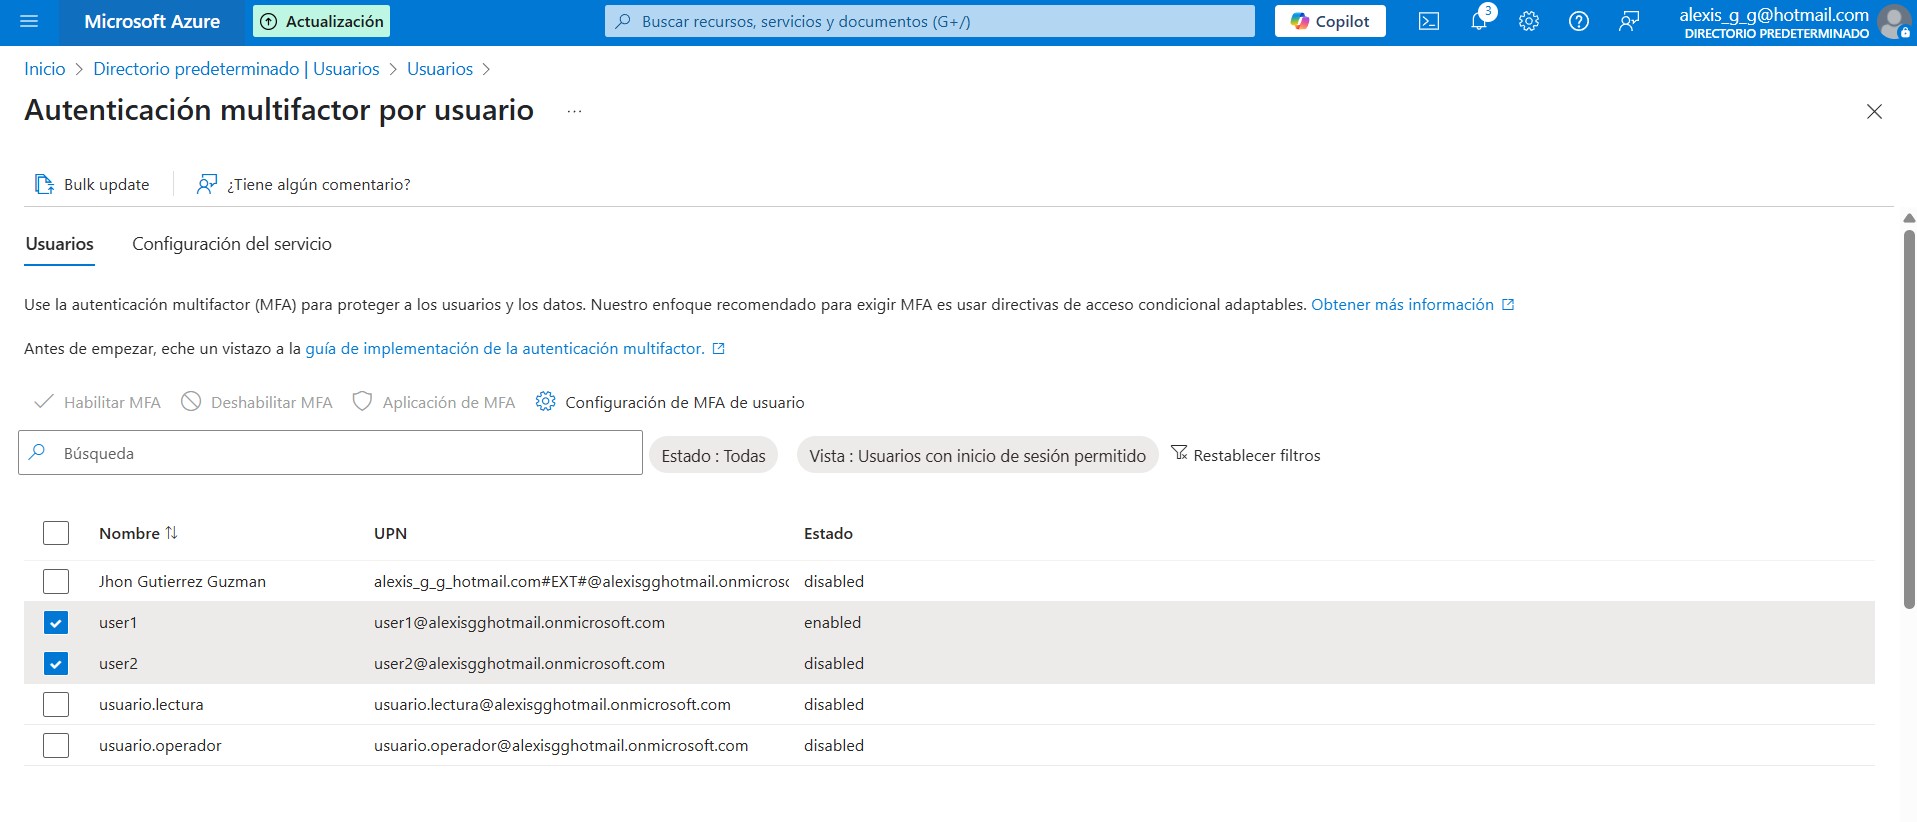 Microsoft Azure
Actualización
Buscar recursos, servicios y documentos (G+/)
Copilot
3
alexis_g_g@hotmail.com
DIRECTORIO PREDETERMINADO
Inicio > Directorio predeterminado | Usuarios > Usuarios >
Autenticación multifactor por usuario ...
Bulk update
¿Tiene algún comentario?
Usuarios Configuración del servicio
Use la autenticación multifactor (MFA) para proteger a los usuarios y los datos. Nuestro enfoque recomendado para exigir MFA es usar directivas de acceso condicional adaptables. Obtener más información
Antes de empezar, eche un vistazo a la guía de implementación de la autenticación multifactor.
Habilitar MFA Deshabilitar MFA Aplicación de MFA Configuración de MFA de usuario
Búsqueda Estado : Todas Vista : Usuarios con inicio de sesión permitido Restablecer filtros
Nombre UPN Estado
Jhon Gutierrez Guzman alexis_g_g_hotmail.com#EXT#@alexisgghotmail.onmicrosc disabled
user1 user1@alexisgghotmail.onmicrosoft.com enabled
user2 user2@alexisgghotmail.onmicrosoft.com disabled
usuario.lectura usuario.lectura@alexisgghotmail.onmicrosoft.com disabled
usuario.operador usuario.operador@alexisgghotmail.onmicrosoft.com disabled